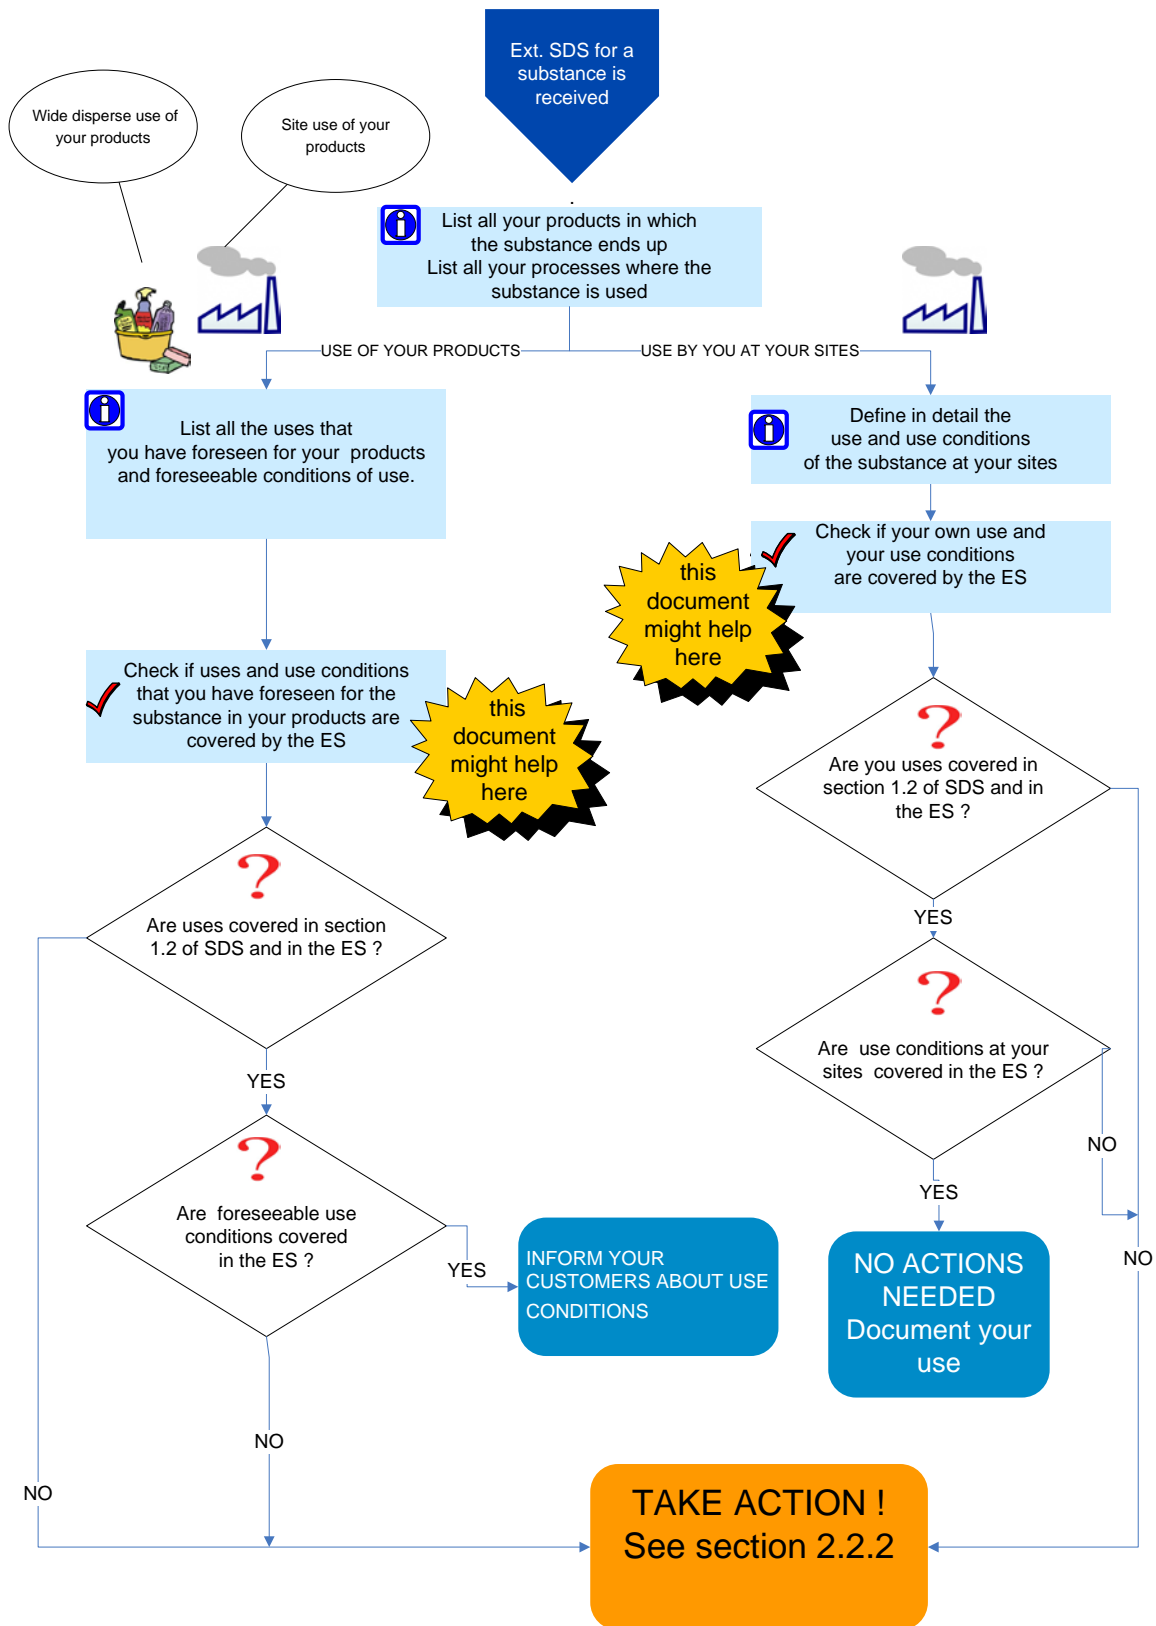 Ext. SDS for a
substance is
received
Wide disperse use of
your products
Site use of your
products
.
List all your products in which
the substance ends up
List all your processes where the
substance is used
USE OF YOUR PRODUCTS
USE BY YOU AT YOUR SITES
List all the uses that
you have foreseen for your products
and foreseeable conditions of use.
Define in detail the
use and use conditions
of the substance at your sites
Check if your own use and
your use conditions
are covered by the ES
this
document
might help
here
Check if uses and use conditions
that you have foreseen for the
substance in your products are
covered by the ES
this
document
might help
here
?
Are you uses covered in
section 1.2 of SDS and in
the ES ?
?
Are uses covered in section
1.2 of SDS and in the ES ?
YES
?
Are use conditions at your
sites covered in the ES ?
YES
NO
?
Are foreseeable use
conditions covered
in the ES ?
YES
YES
INFORM YOUR
CUSTOMERS ABOUT USE
CONDITIONS
NO ACTIONS
NEEDED
Document your
use
NO
NO
NO
TAKE ACTION !
See section 2.2.2